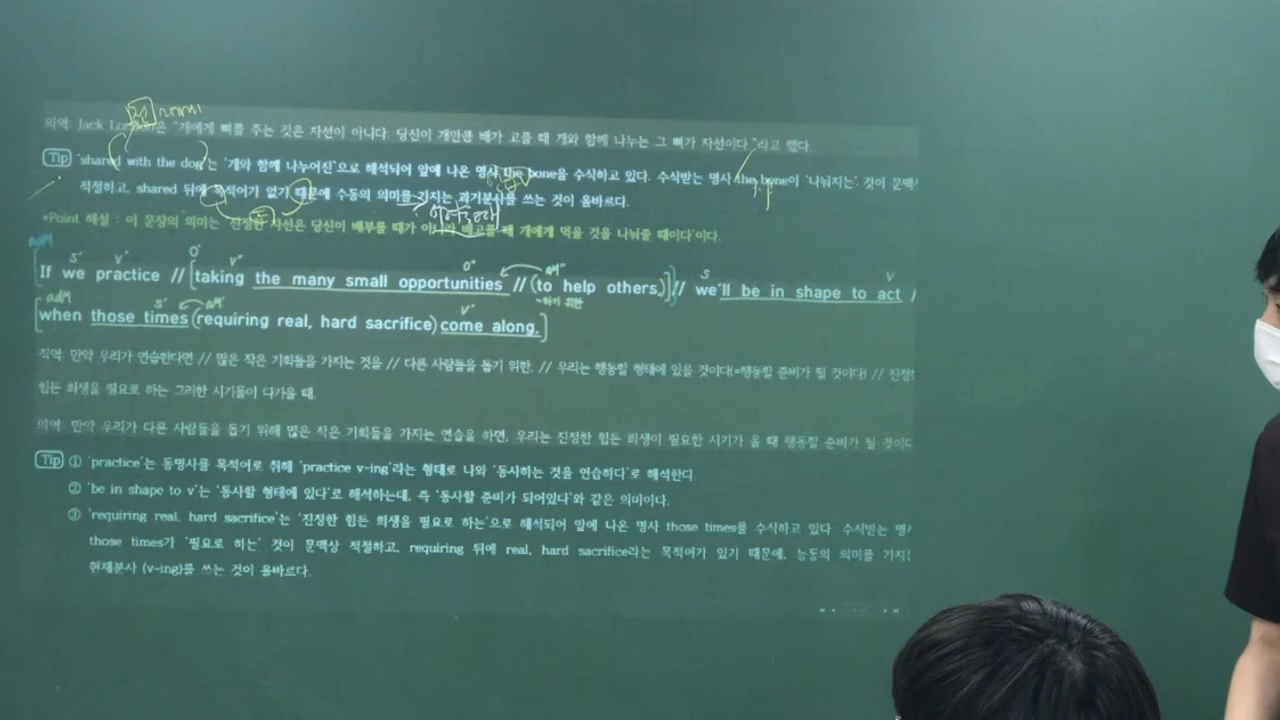 의역: Jack London은 "개에게 뼈를 주는 것은 자선이 아니다. 당신이 개만큼 배가 고플 때 개와 함께 나누는 그 뼈가 자선이다."라고 했다.
Tip 'shared with the dog'는 '개와 함께 나누어진'으로 해석되어 앞에 나온 명사 the bone을 수식하고 있다. 수식받는 명사 the bone이 '나눠지는' 것이 문맥
적절하고, shared 뒤에 목적어가 없기 때문에 수동의 의미를 가지는 과거분사를 쓰는 것이 올바르다.
*Point 해설 : 이 문장의 의미는 '진정한 자선은 당신이 배부를 때가 아니라 배고플 때 개에게 먹을 것을 나눠줄 때이다'이다.
adM S' V' O' V" O" aM" S V
If we practice // [taking the many small opportunities // (to help others,)] // we'll be in shape to act /
~하기 위한
adM S' aM' V'
[when those times (requiring real, hard sacrifice) come along.]
직역: 만약 우리가 연습한다면 // 많은 작은 기회들을 가지는 것을 // 다른 사람들을 돕기 위한, // 우리는 행동할 형태에 있을 것이다(=행동할 준비가 될 것이다) // 진정
힘든 희생을 필요로 하는 그러한 시기들이 다가올 때.
의역: 만약 우리가 다른 사람들을 돕기 위해 많은 작은 기회들을 가지는 연습을 하면, 우리는 진정한 힘든 희생이 필요한 시기가 올 때 행동할 준비가 될 것이다
Tip ① 'practice'는 동명사를 목적어로 취해 'practice v-ing'라는 형태로 나와 '동사하는 것을 연습하다'로 해석한다.
② 'be in shape to v'는 '동사할 형태에 있다'로 해석하는데, 즉 '동사할 준비가 되어있다'와 같은 의미이다.
③ 'requiring real, hard sacrifice'는 '진정한 힘든 희생을 필요로 하는'으로 해석되어 앞에 나온 명사 those times를 수식하고 있다 수식받는 명사
those times가 '필요로 하는' 것이 문맥상 적절하고, requiring 뒤에 real, hard sacrifice라는 목적어가 있기 때문에, 능동의 의미를 가지는
현재분사 (v-ing)를 쓰는 것이 올바르다.